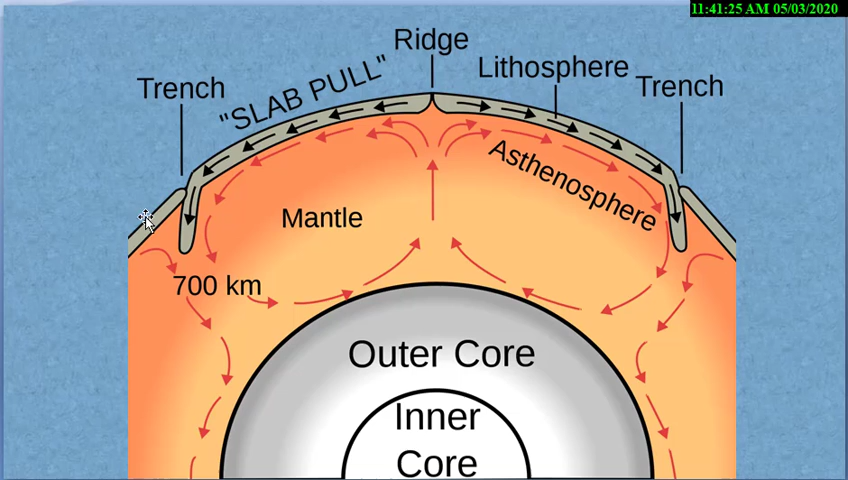 11:41:25 AM 05/03/2020
Ridge
Lithosphere
Trench
"SLAB PULL"
Trench
Asthenosphere
Mantle
700 km
Outer Core
Inner
Core